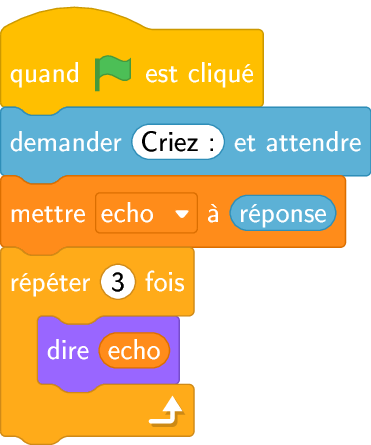 quand est cliqué
demander Criez : et attendre
mettre echo à réponse
répéter 3 fois
dire echo